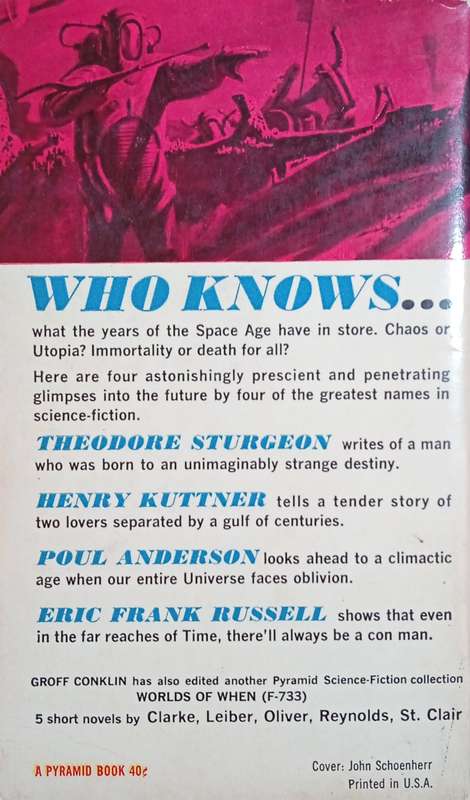 WHO KNOWS...
what the years of the Space Age have in store. Chaos or
Utopia? Immortality or death for all?
Here are four astonishingly prescient and penetrating
glimpses into the future by four of the greatest names in
science-fiction.
THEODORE STURGEON writes of a man
who was born to an unimaginably strange destiny.
HENRY KUTTNER tells a tender story of
two lovers separated by a gulf of centuries.
POUL ANDERSON looks ahead to a climactic
age when our entire Universe faces oblivion.
ERIC FRANK RUSSELL shows that even
in the far reaches of Time, there'll always be a con man.
GROFF CONKLIN has also edited another Pyramid Science-Fiction collection
WORLDS OF WHEN (F-733)
5 short novels by Clarke, Leiber, Oliver, Reynolds, St. Clair
A PYRAMID BOOK 40¢
Cover: John Schoenherr
Printed in U.S.A.